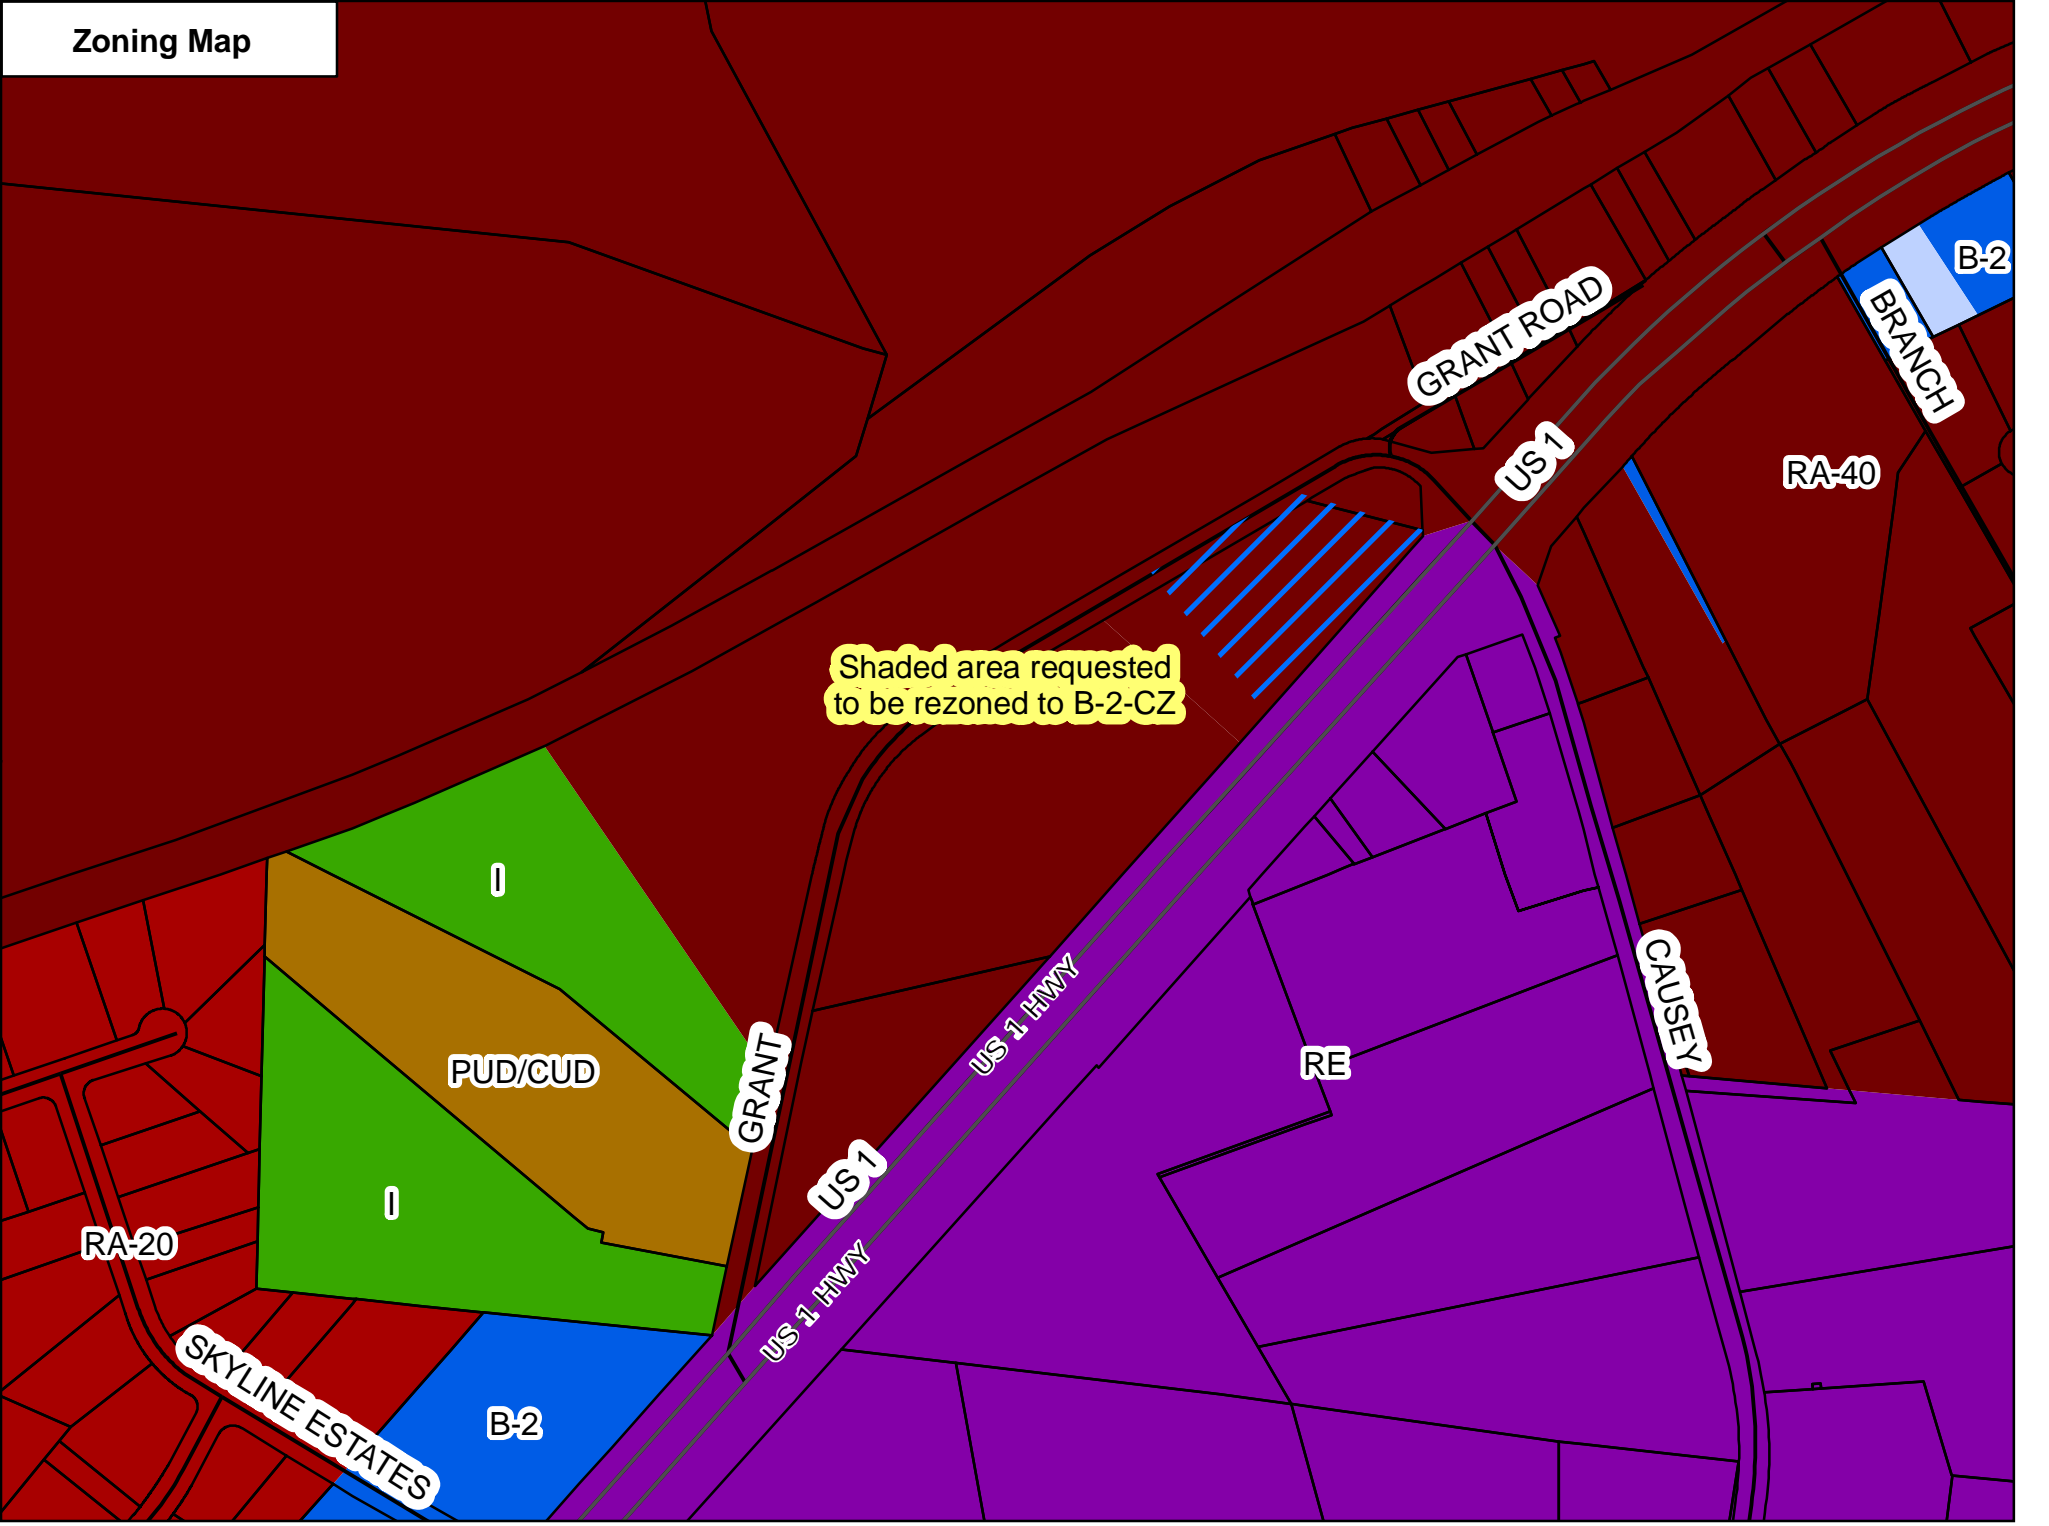 Zoning Map
B-2
BRANCH
GRANT ROAD
US 1
RA-40
Shaded area requested
to be rezoned to B-2-CZ
I
CAUSEY
US 1 HWY
RE
PUD/CUD
GRANT
US 1
I
RA-20
US 1 HWY
SKYLINE ESTATES
B-2